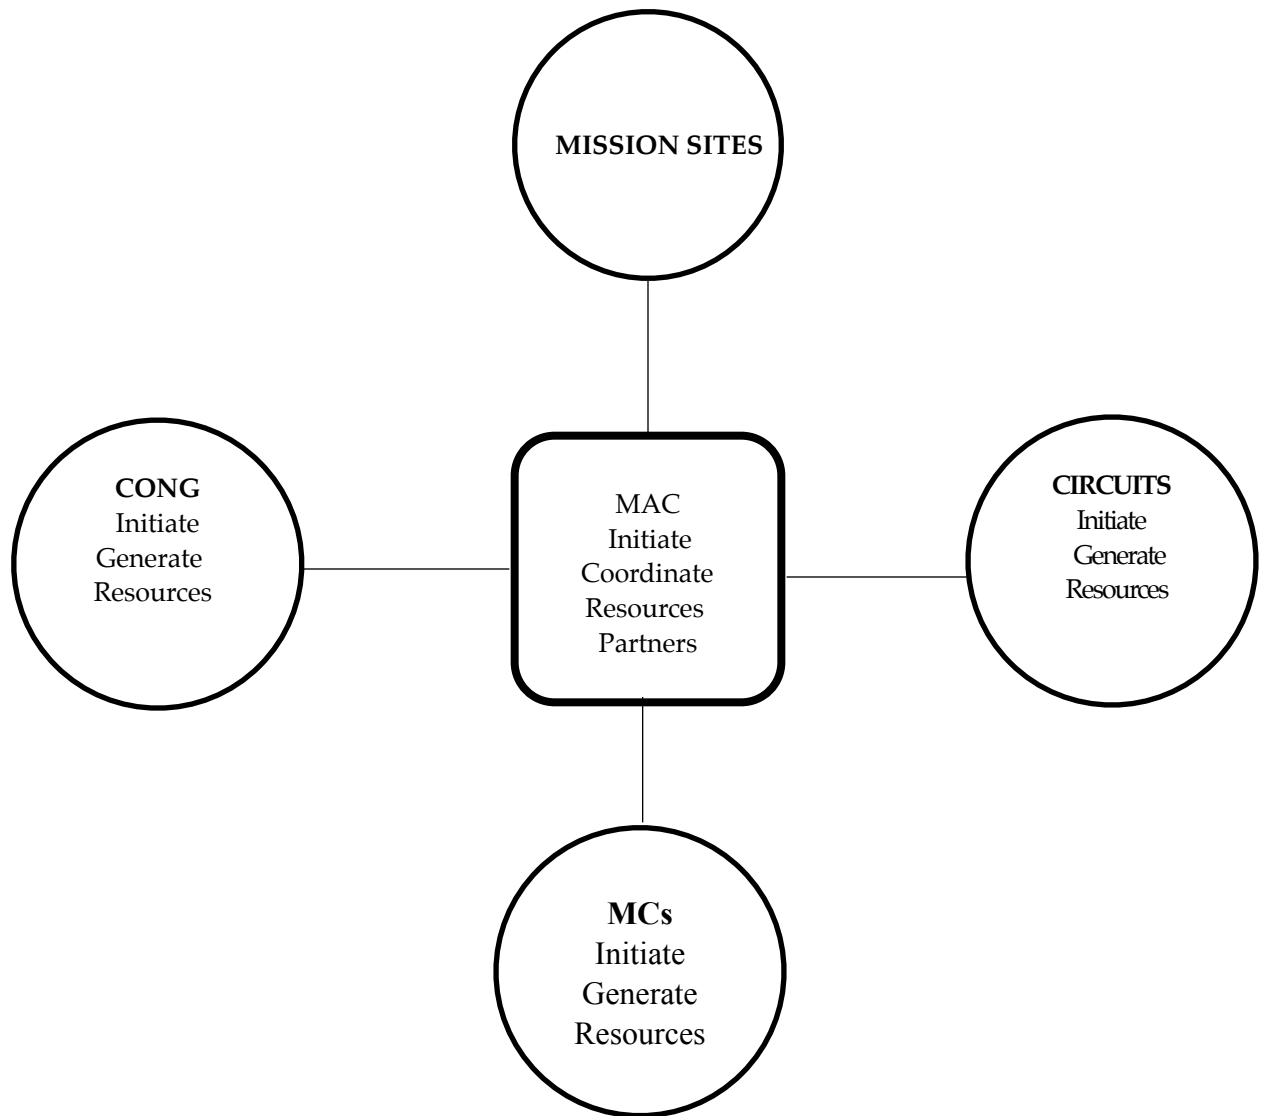 MISSION SITES
CONG
Initiate
Generate
Resources
MAC
Initiate
Coordinate
Resources
Partners
CIRCUITS
Initiate
Generate
Resources
MCs
Initiate
Generate
Resources